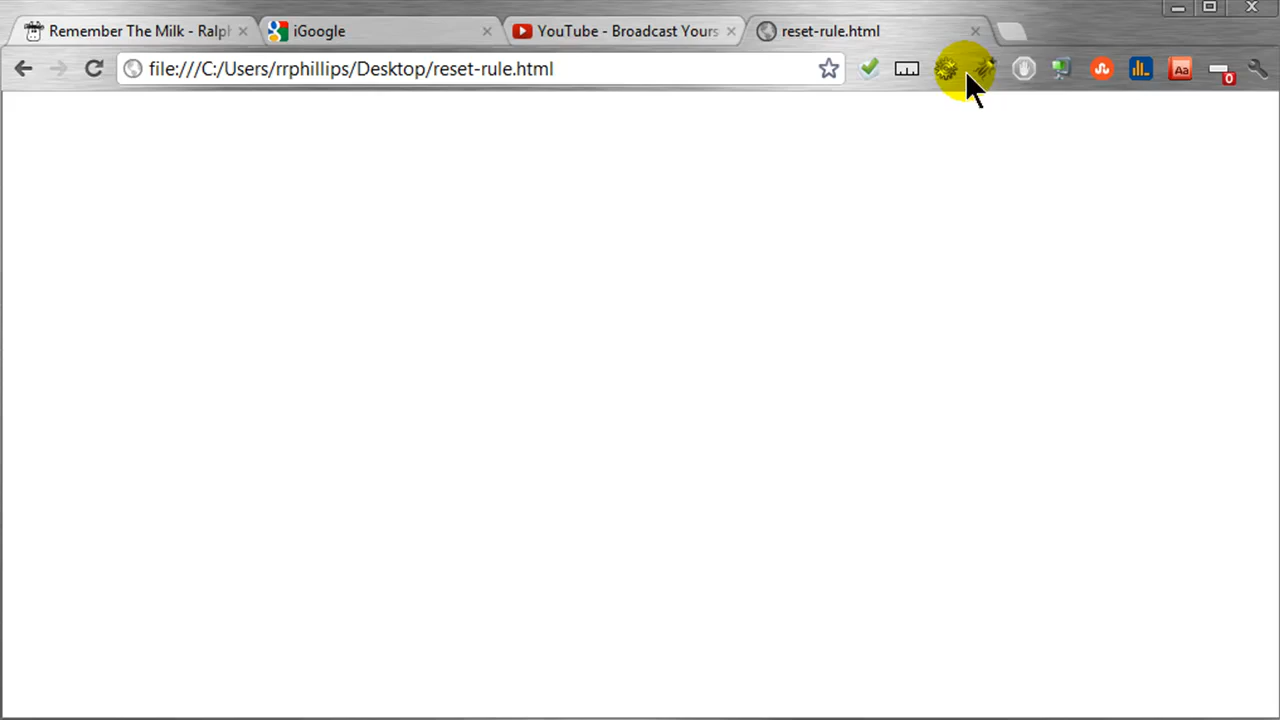 Remember The Milk - Ralph
iGoogle
YouTube - Broadcast Yours
reset-rule.html
file:///C:/Users/rrphillips/Desktop/reset-rule.html
Aa
0